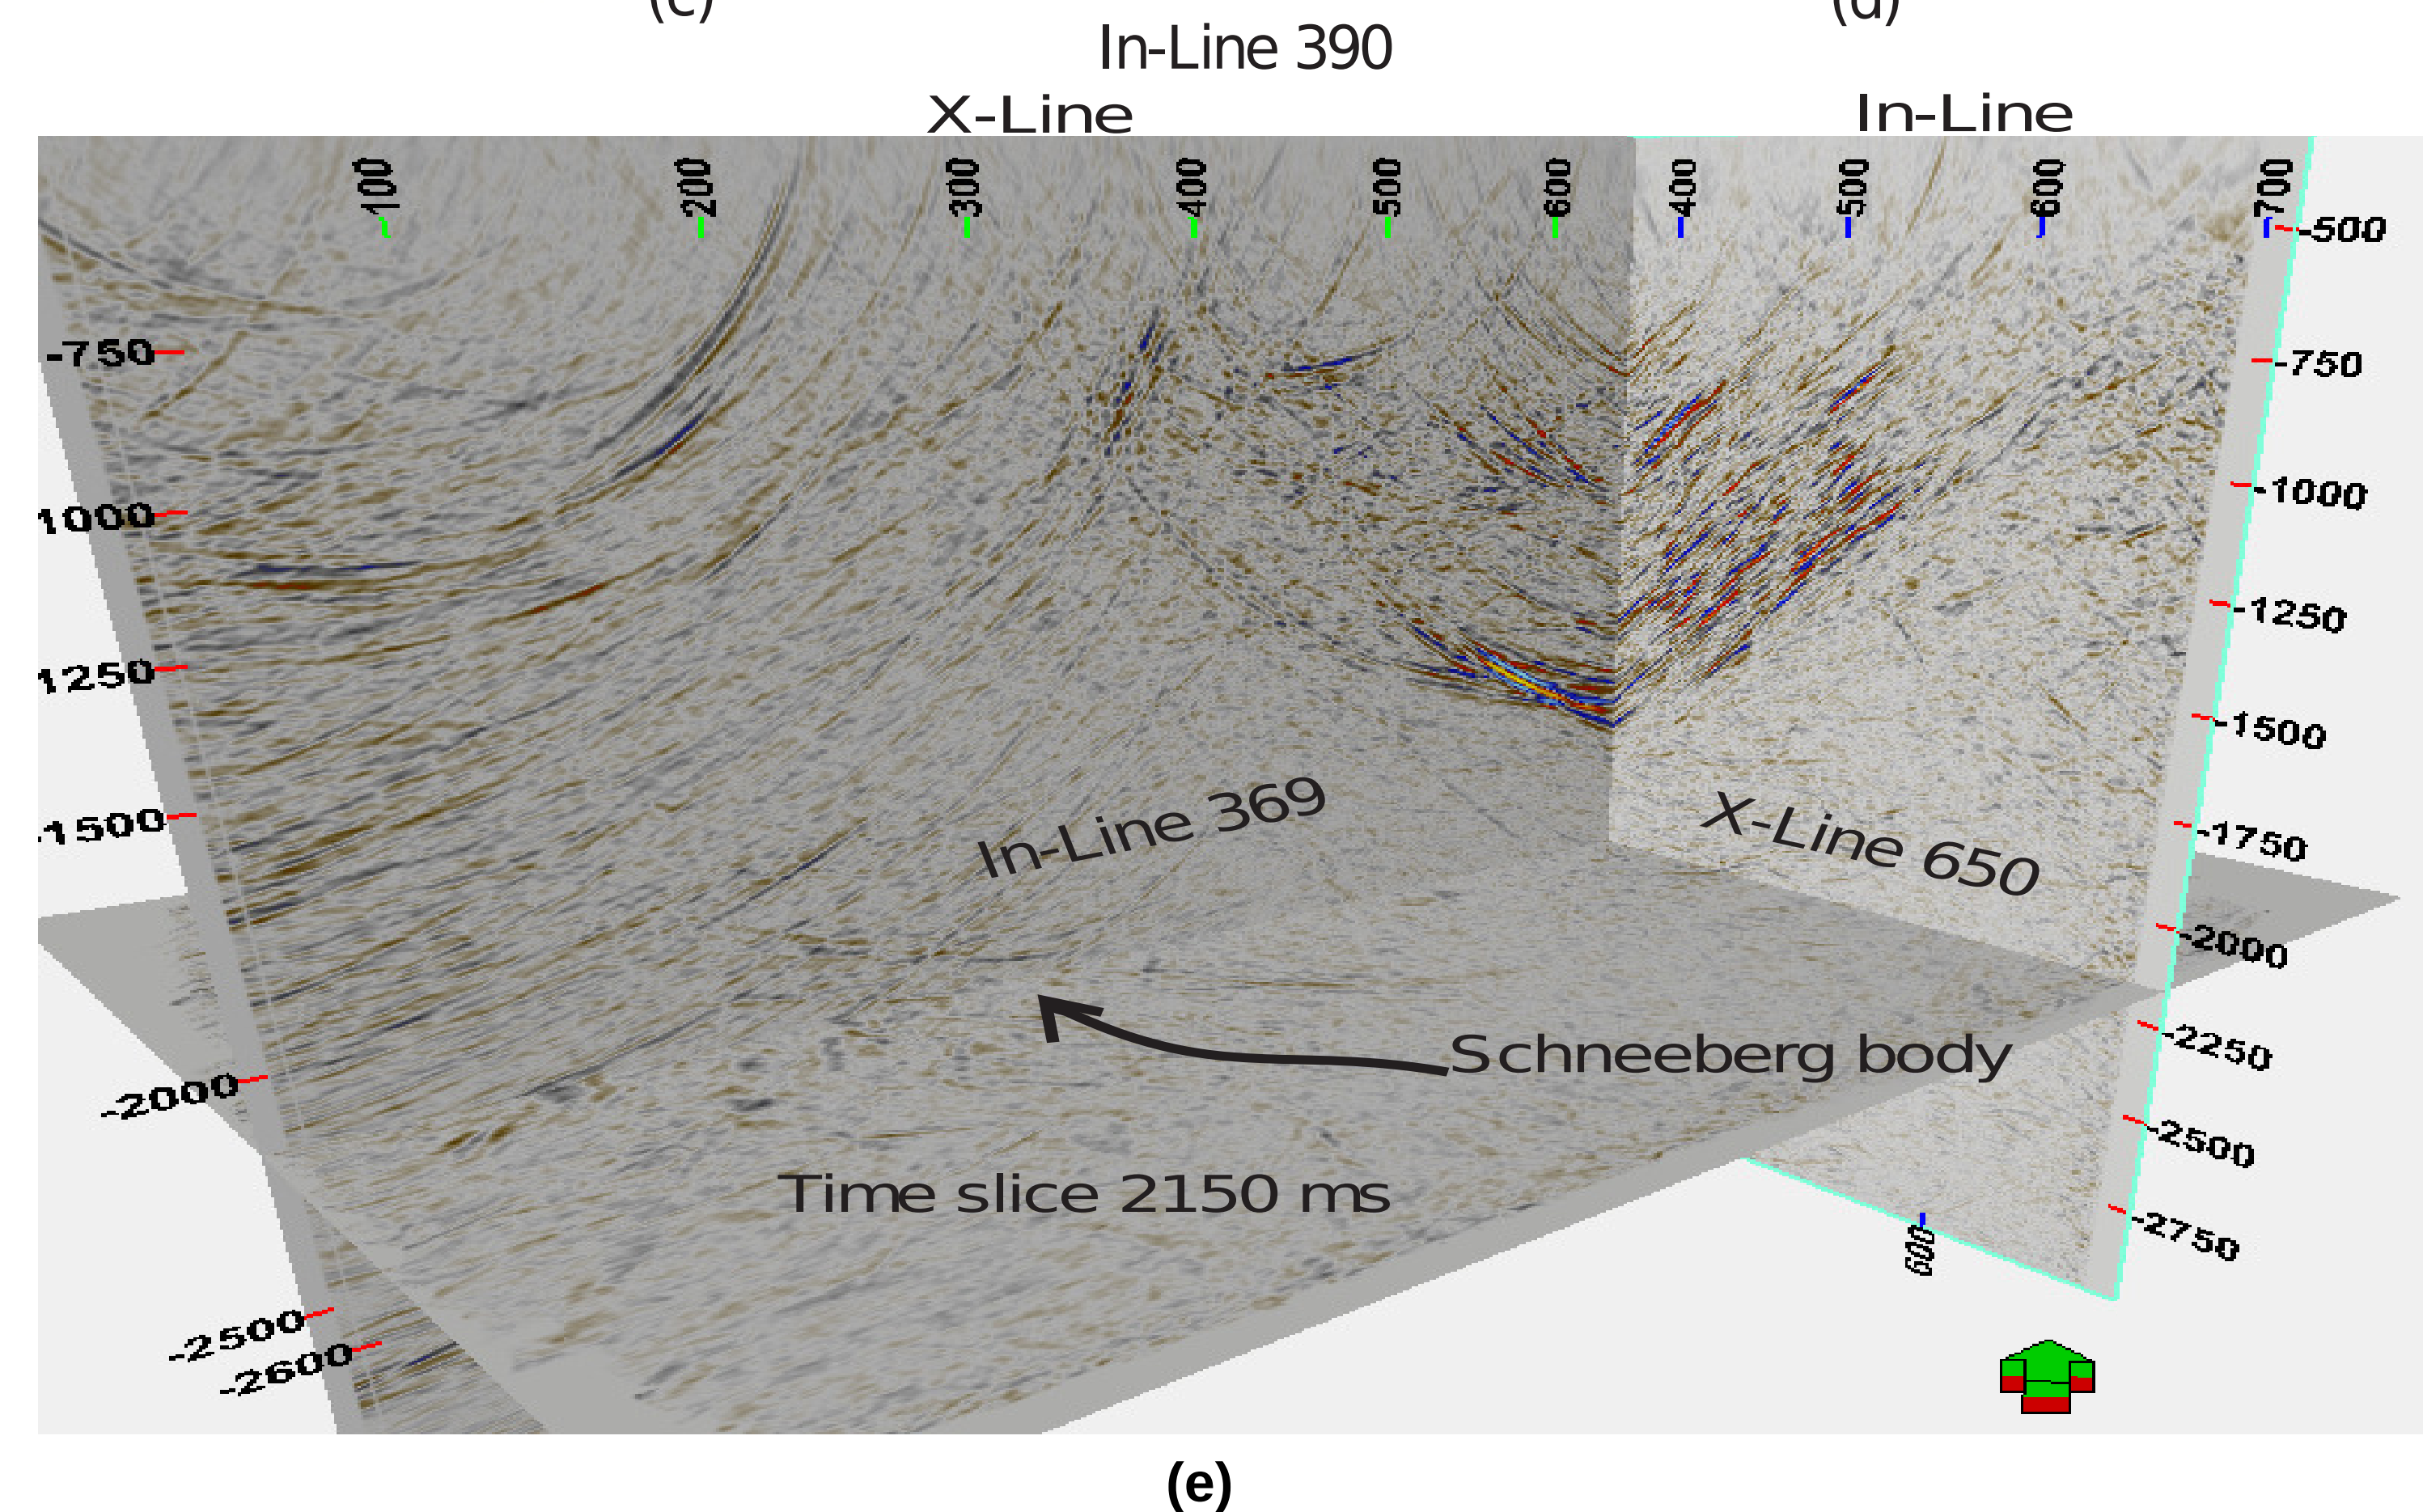 (c) (d)
In-Line 390
X-Line In-Line
100 200 300 400 500 600 400 500 600 700
-500
-750 -750
1000 -1000
1250 -1250
-1500 -1500
-1750
In-Line 369 X-Line 650
-2000 -2000
Schneeberg body
-2250
-2500
Time slice 2150 ms
-2750
600
-2500
-2600
(e)